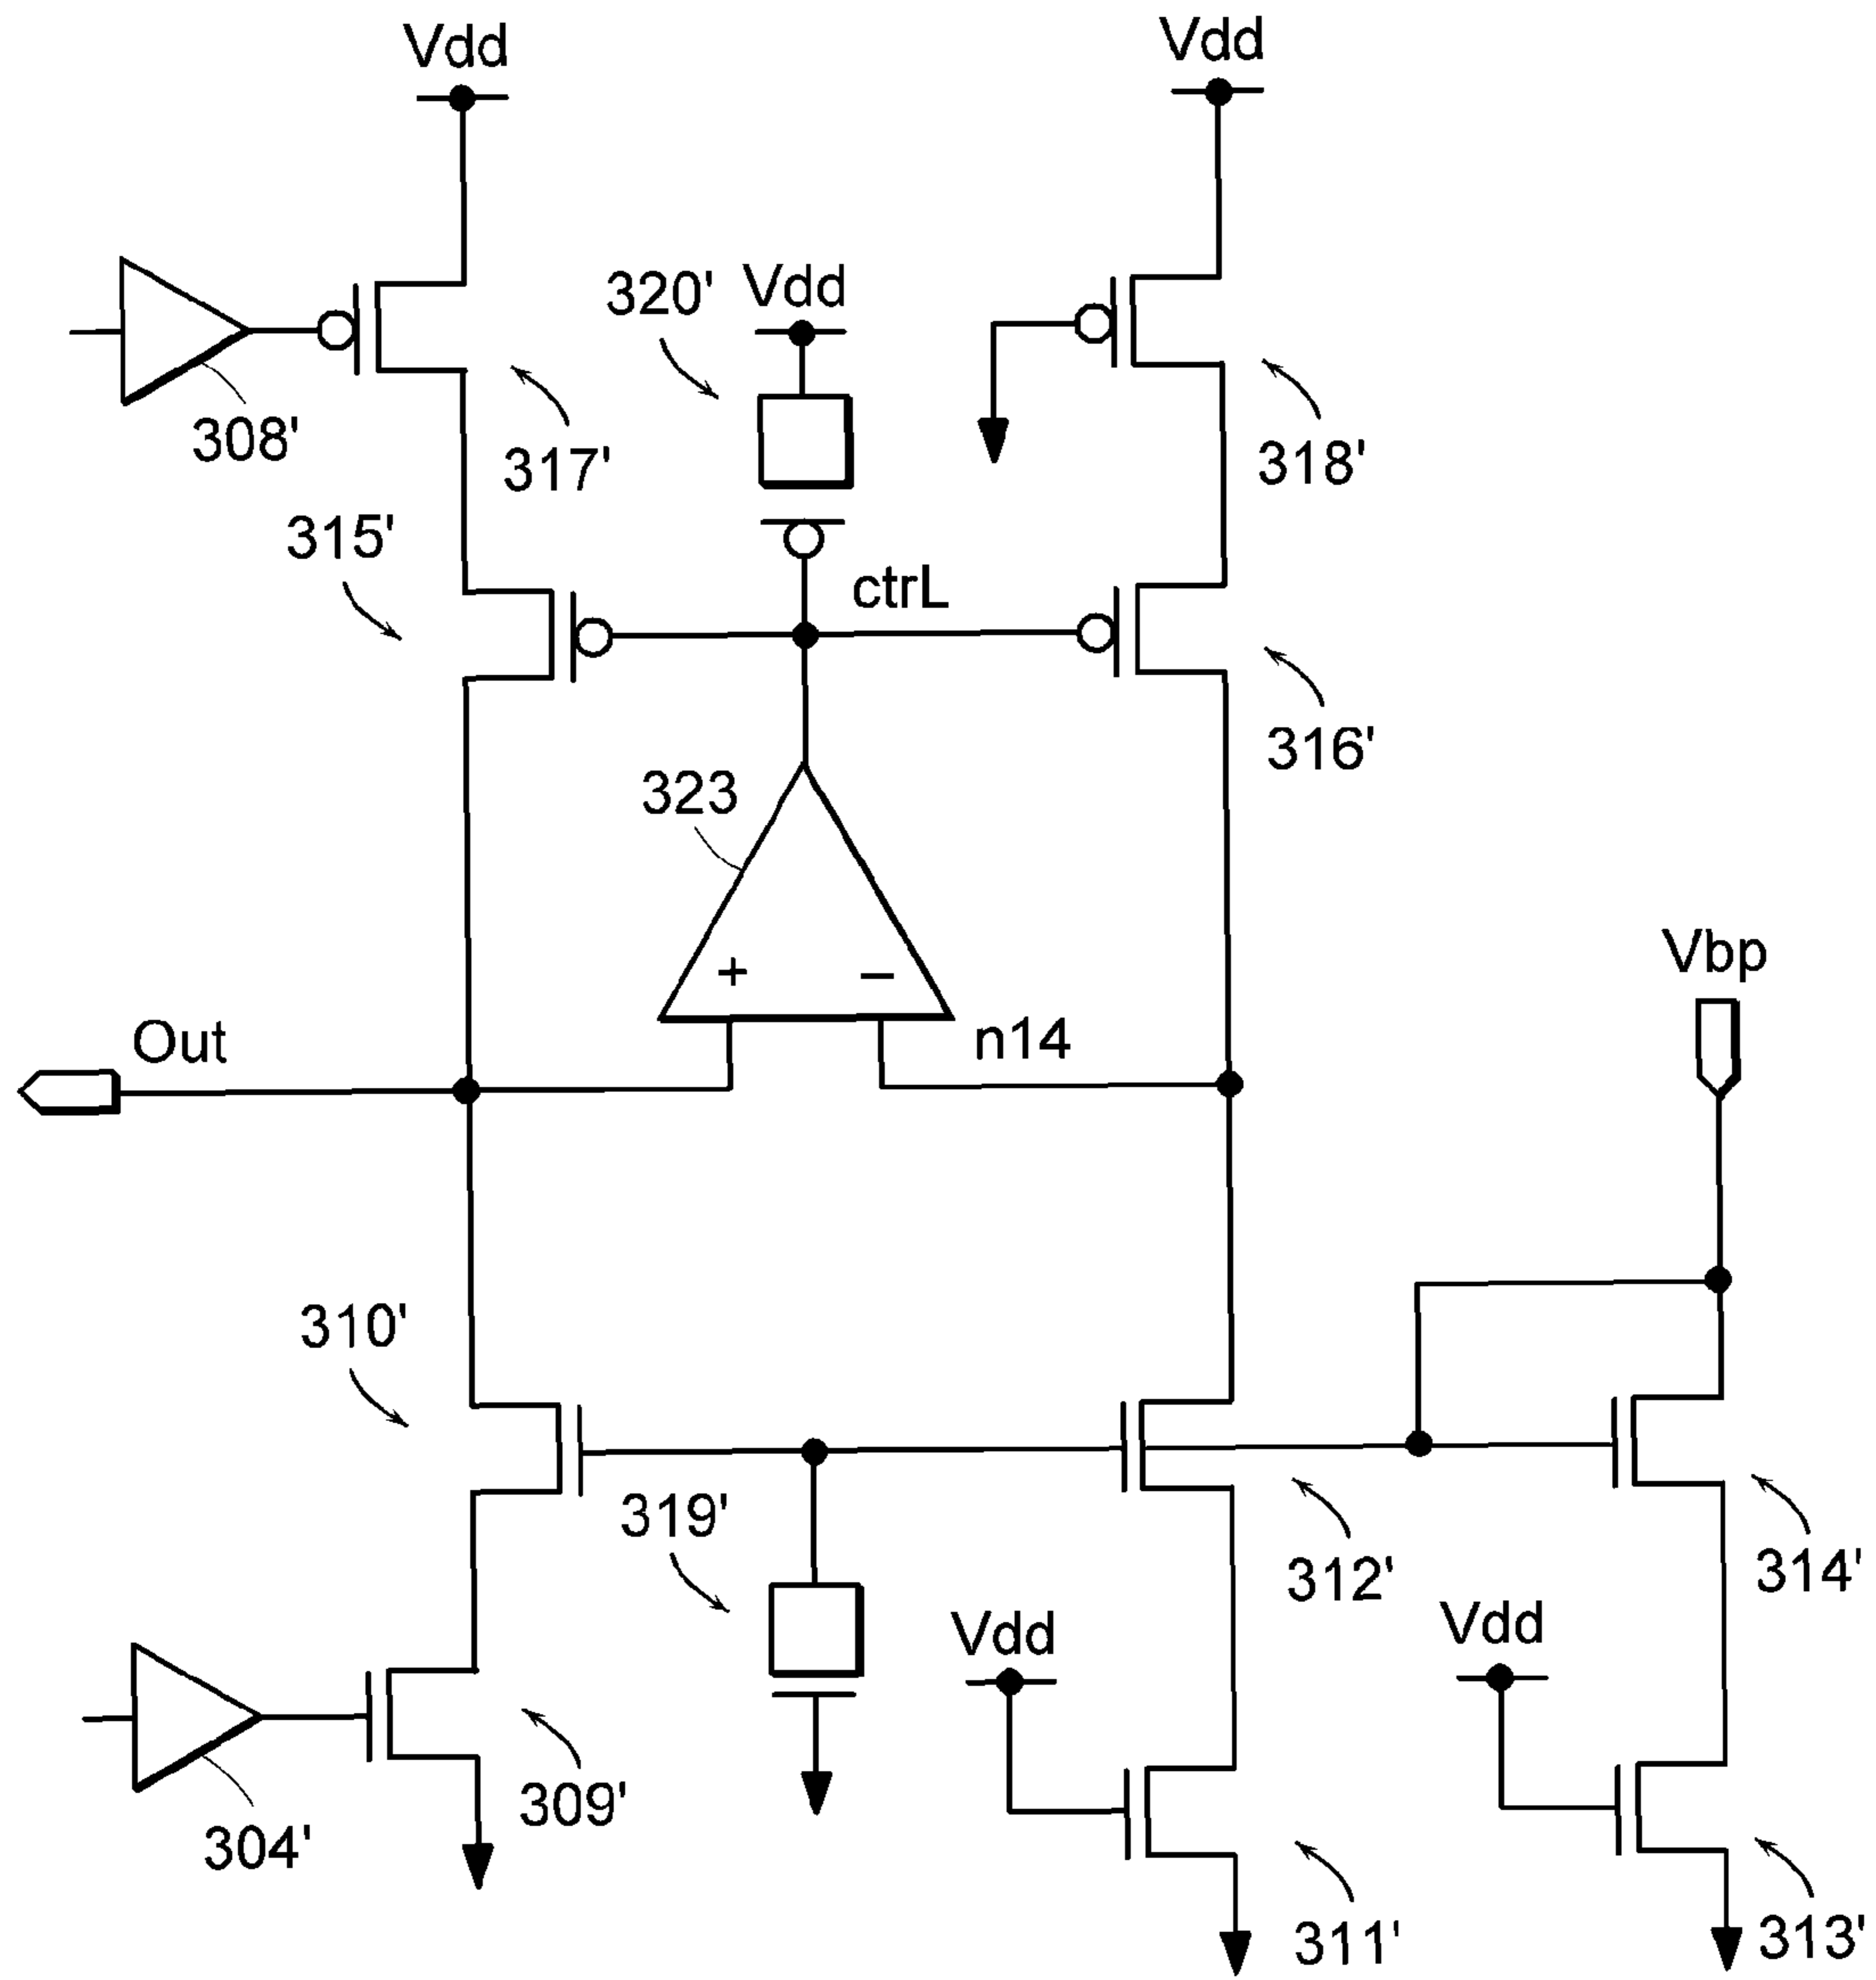 Vdd
Vdd
320'
Vdd
308'
317'
318'
315'
ctrL
316'
323
+
−
Vbp
Out
n14
310'
319'
312'
314'
Vdd
Vdd
304'
309'
311'
313'